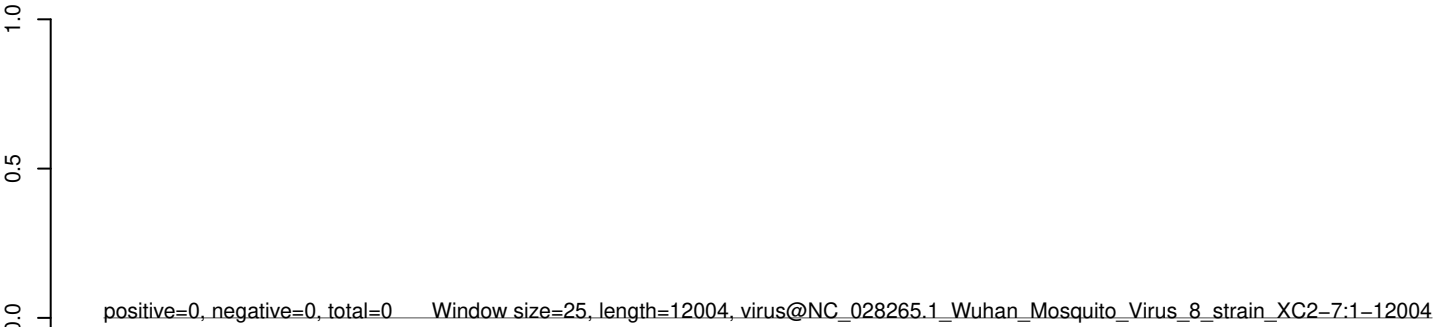 1.0
0.5
0.0
positive=0, negative=0, total=0 Window size=25, length=12004, virus@NC_028265.1_Wuhan_Mosquito_Virus_8_strain_XC2−7:1−12004